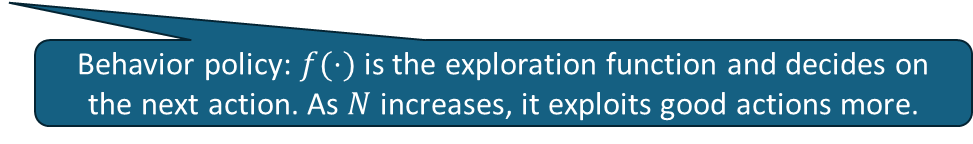 Behavior policy: f(·) is the exploration function and decides on
the next action. As N increases, it exploits good actions more.